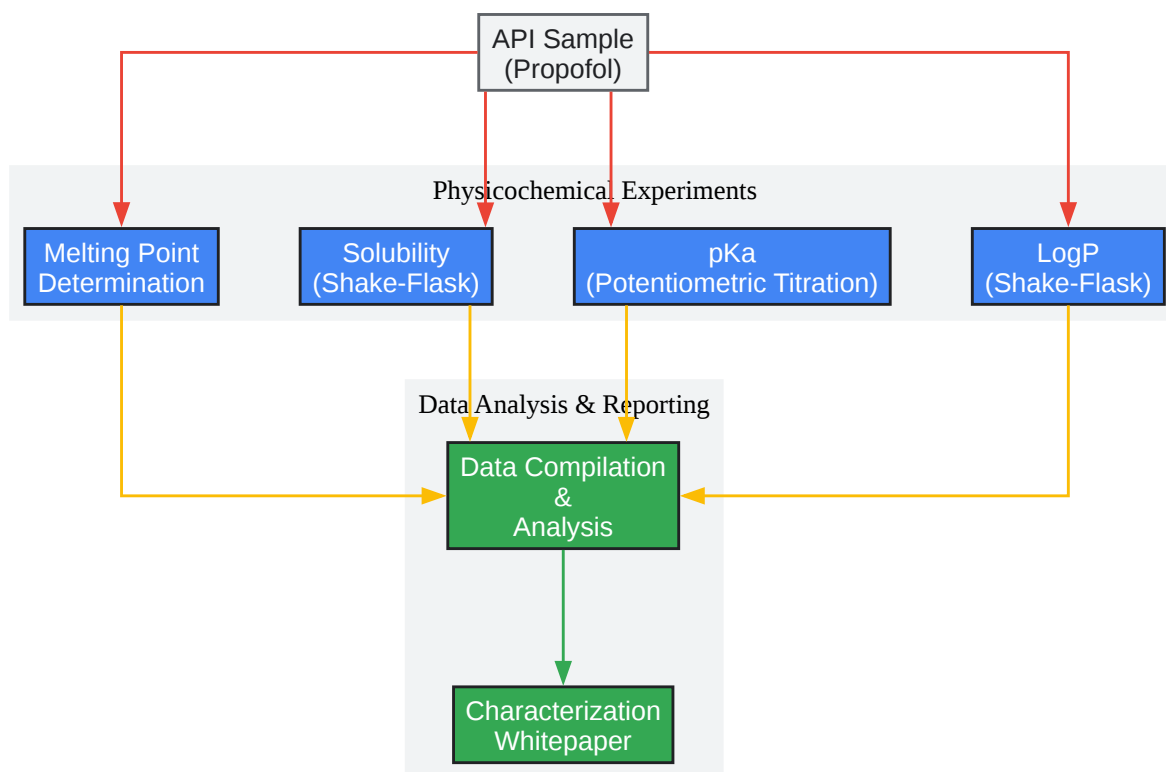 API Sample
(Propofol)
Physicochemical Experiments
Melting Point
Determination
Solubility
(Shake-Flask)
pKa
(Potentiometric Titration)
LogP
(Shake-Flask)
Data Analysis & Reporting
Data Compilation
&
Analysis
Characterization
Whitepaper